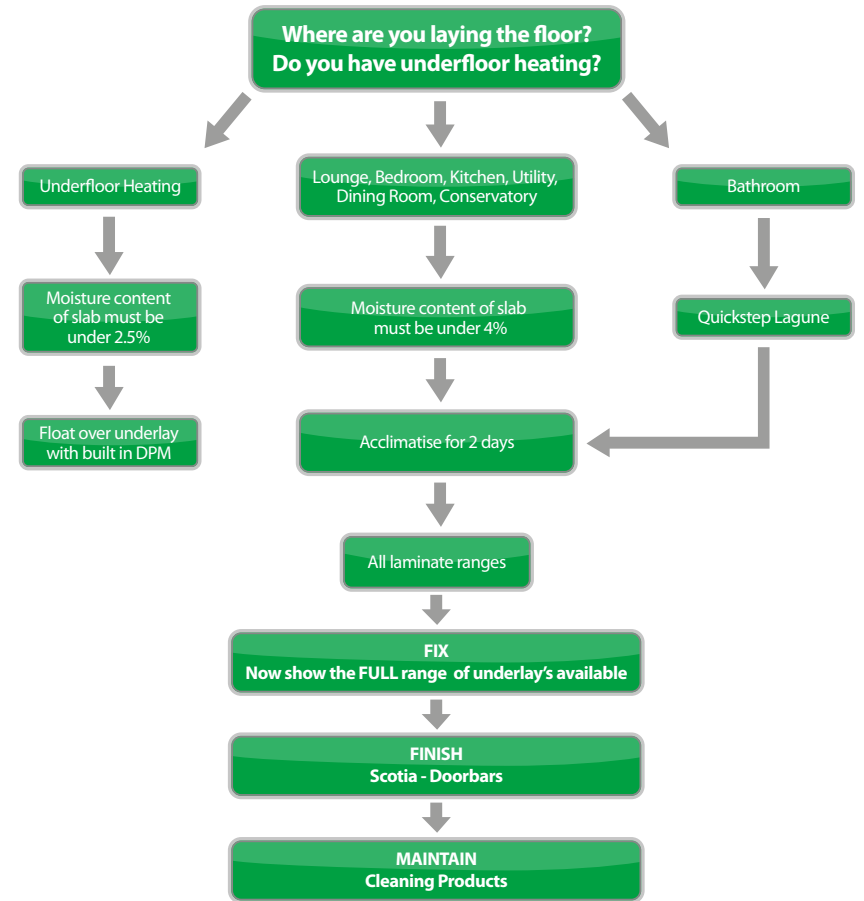 Where are you laying the floor?
Do you have underfloor heating?
Underfloor Heating
Lounge, Bedroom, Kitchen, Utility,
Dining Room, Conservatory
Bathroom
Moisture content
of slab must be
under 2.5%
Moisture content of slab
must be under 4%
Quickstep Lagune
Float over underlay
with built in DPM
Acclimatise for 2 days
All laminate ranges
FIX
Now show the FULL range of underlay's available
FINISH
Scotia - Doorbars
MAINTAIN
Cleaning Products